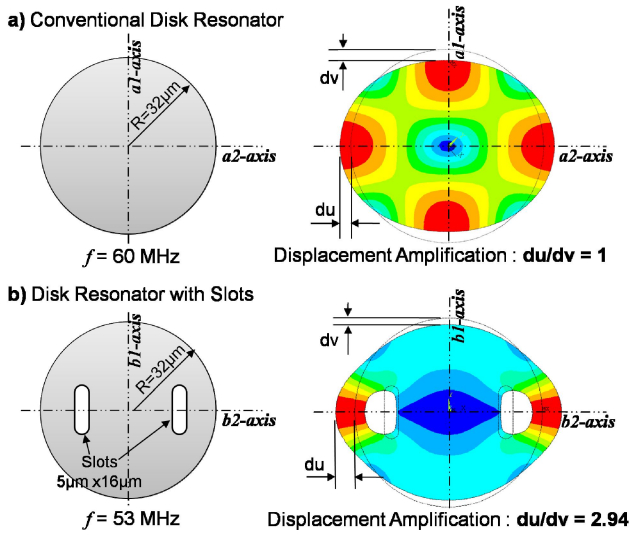 a) Conventional Disk Resonator
a1-axis
R=32μm
a2-axis
f = 60 MHz
a1-axis
dv
a2-axis
du
Displacement Amplification : du/dv = 1
b) Disk Resonator with Slots
b1-axis
R=32μm
b2-axis
Slots
5μm x16μm
f = 53 MHz
b1-axis
dv
b2-axis
du
Displacement Amplification : du/dv = 2.94